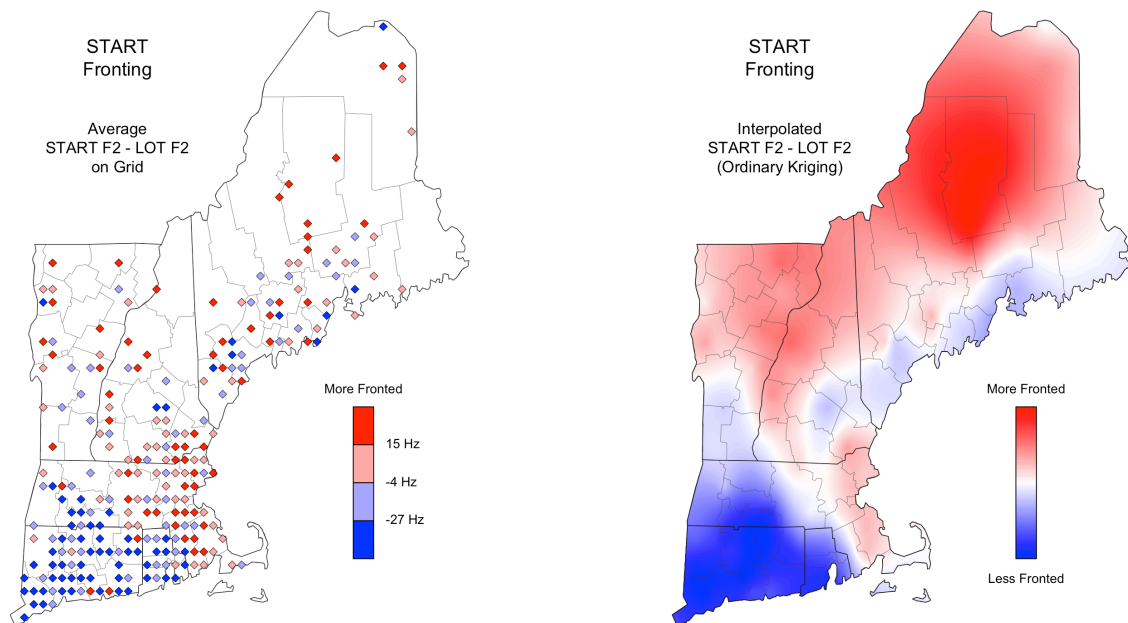 START
Fronting
Average
START F2 - LOT F2
on Grid
More Fronted
15 Hz
-4 Hz
-27 Hz
START
Fronting
Interpolated
START F2 - LOT F2
(Ordinary Kriging)
More Fronted
Less Fronted